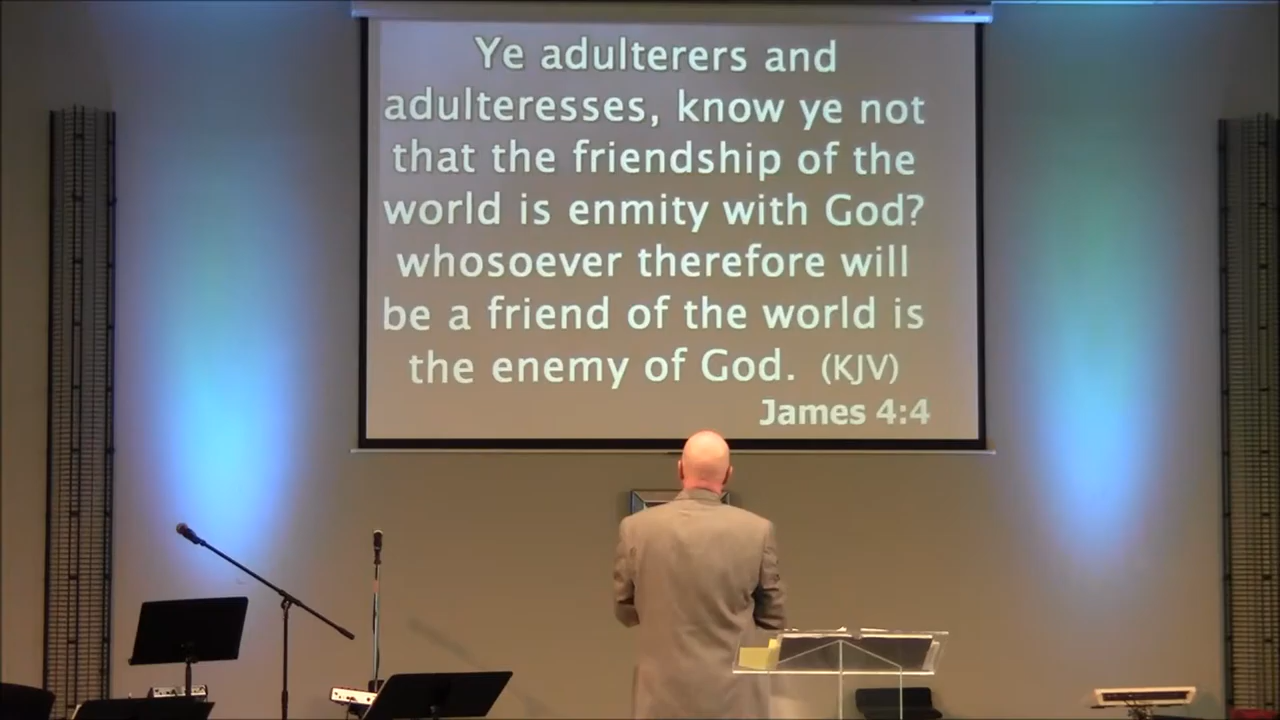 Ye adulterers and
adulteresses, know ye not
that the friendship of the
world is enmity with God?
whosoever therefore will
be a friend of the world is
the enemy of God. (KJV)
James 4:4